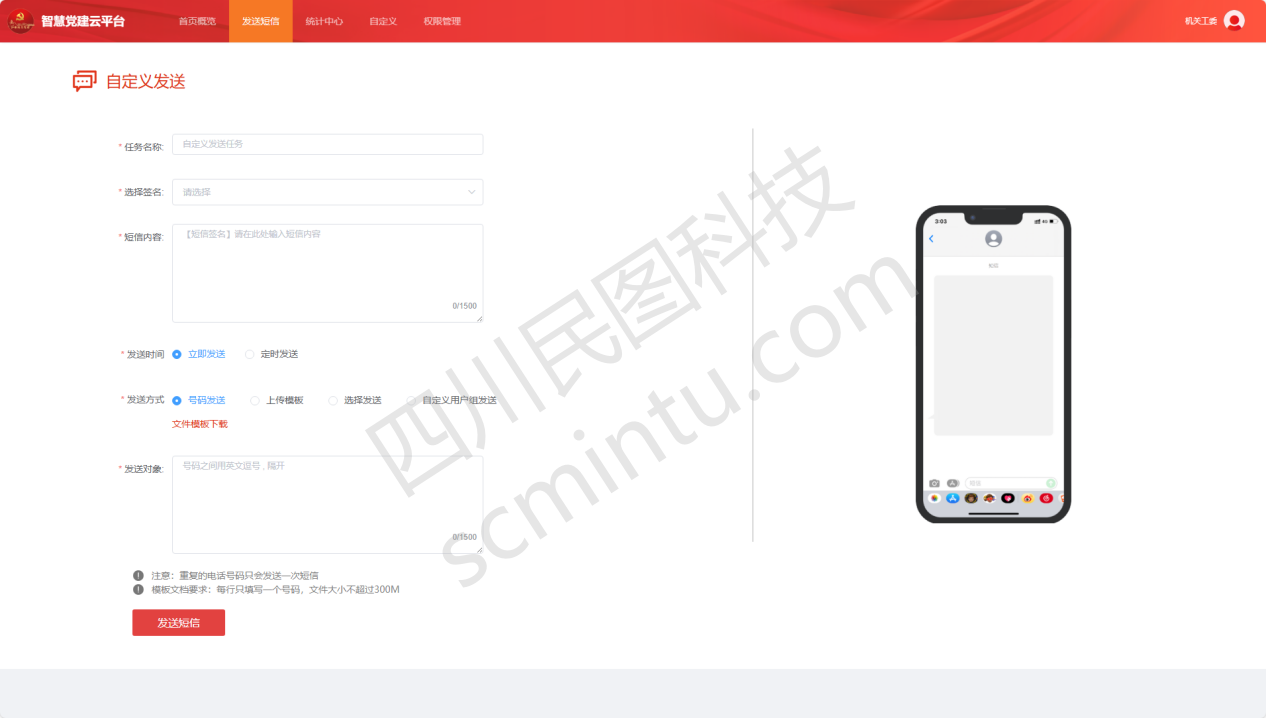 智慧党建云平台
首页概览 发送短信 统计中心 自定义 权限管理
机关工委
自定义发送
* 任务名称: 自定义发送任务
* 选择签名: 请选择
* 短信内容: 【短信签名】请在此处输入短信内容
0/1500
* 发送时间 立即发送 定时发送
* 发送方式 号码发送 上传模板 选择发送 自定义用户组发送
文件模板下载
* 发送对象: 号码之间用英文逗号 , 隔开
0/1500
注意：重复的电话号码只会发送一次短信
模板文档要求：每行只填写一个号码，文件大小不超过300M
发送短信
3:03
4G
短信
四川民图科技
scmintu.com